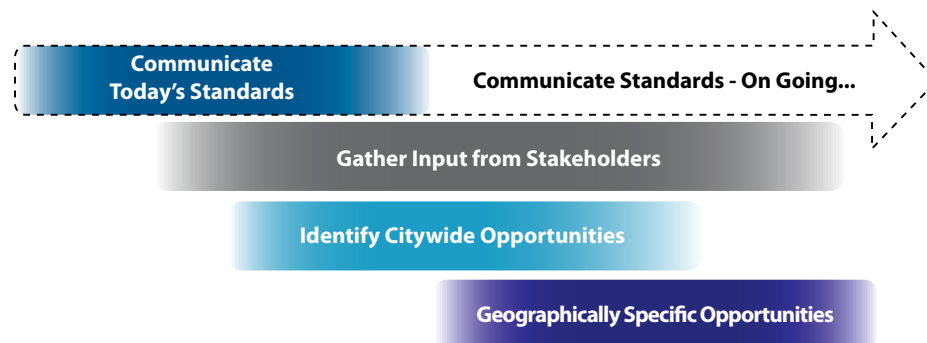 Communicate
Today's Standards
Communicate Standards - On Going...
Gather Input from Stakeholders
Identify Citywide Opportunities
Geographically Specific Opportunities